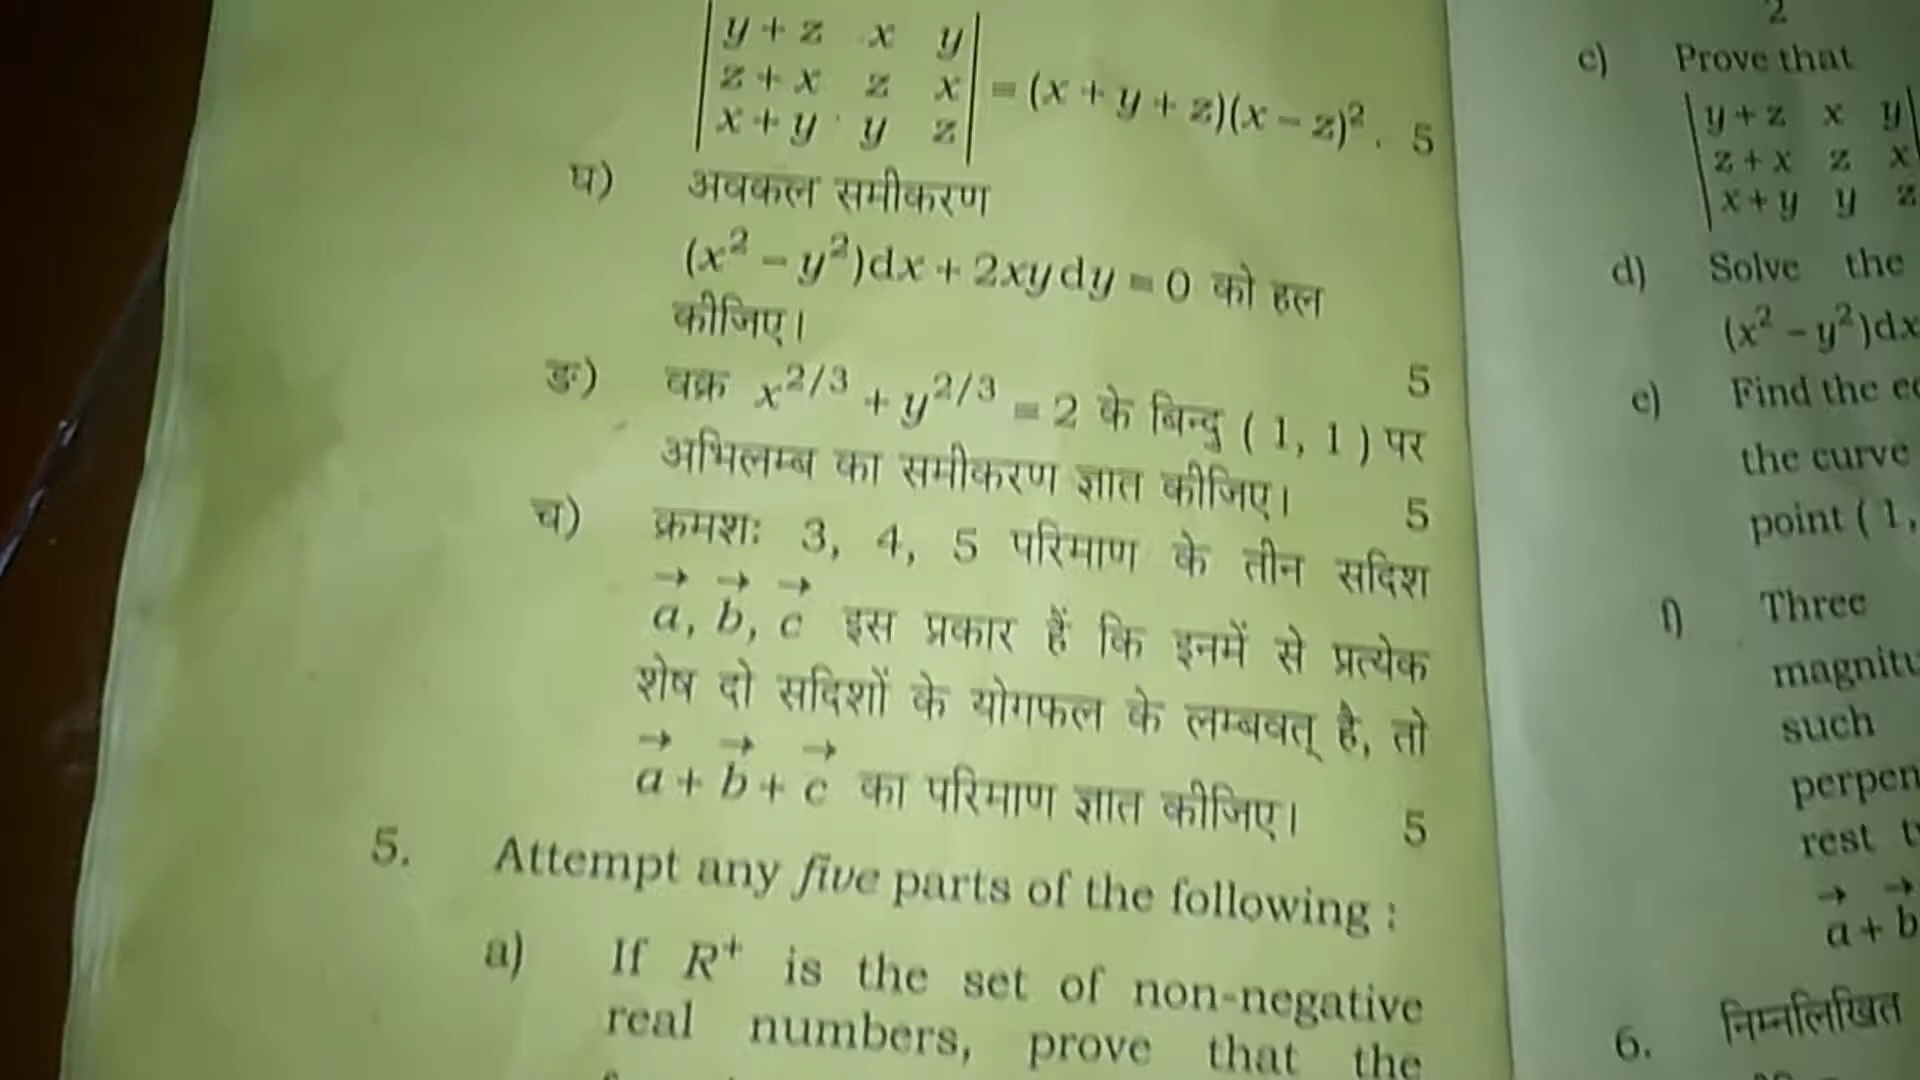 | y + z x y |
| z + x z x | = (x + y + z)(x − z)². 5
| x + y y z |
घ) अवकल समीकरण
(x² − y²)dx + 2xy dy = 0 को हल
कीजिए। 5
ङ) वक्र x^2/3 + y^2/3 = 2 के बिन्दु ( 1, 1 ) पर
अभिलम्ब का समीकरण ज्ञात कीजिए। 5
च) क्रमशः 3, 4, 5 परिमाण के तीन सदिश
a⃗, b⃗, c⃗ इस प्रकार हैं कि इनमें से प्रत्येक
शेष दो सदिशों के योगफल के लम्बवत् है, तो
a⃗ + b⃗ + c⃗ का परिमाण ज्ञात कीजिए। 5
5. Attempt any five parts of the following :
a) If R⁺ is the set of non-negative
real numbers, prove that the
2
c) Prove that
| y + z x y |
| z + x z x
| x + y y z
d) Solve the
(x² − y²)dx
e) Find the
the curve
point ( 1,
f) Three
such
rest
a⃗ + b⃗
6. निम्नलिखित